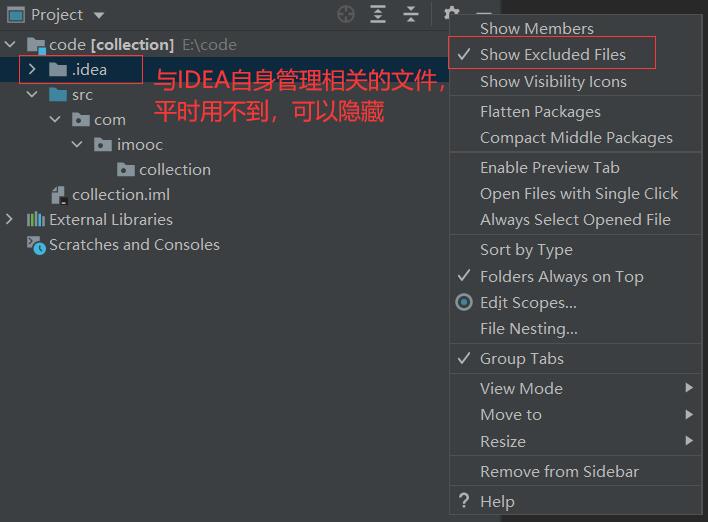 Project
code [collection] E:\code
.idea
与IDEA自身管理相关的文件，
平时用不到，可以隐藏
src
com
imooc
collection
collection.iml
External Libraries
Scratches and Consoles
Show Members
Show Excluded Files
Show Visibility Icons
Flatten Packages
Compact Middle Packages
Enable Preview Tab
Open Files with Single Click
Always Select Opened File
Sort by Type
Folders Always on Top
Edit Scopes...
File Nesting...
Group Tabs
View Mode
Move to
Resize
Remove from Sidebar
? Help